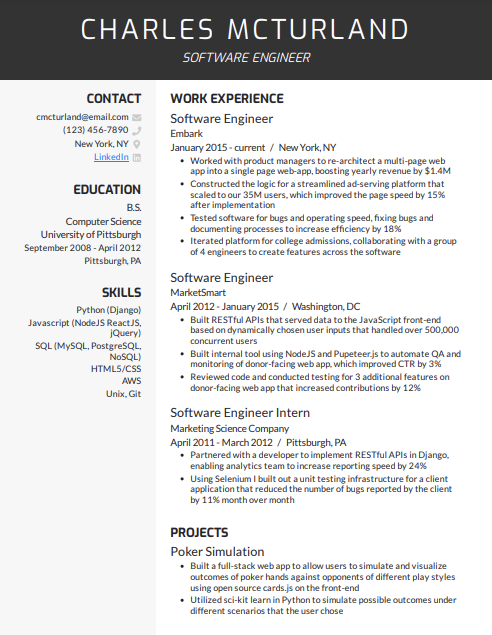 CHARLES MCTURLAND
SOFTWARE ENGINEER
CONTACT
cmcturland@email.com
(123) 456-7890
New York, NY
LinkedIn
EDUCATION
B.S.
Computer Science
University of Pittsburgh
September 2008 - April 2012
Pittsburgh, PA
SKILLS
Python (Django)
Javascript (NodeJS ReactJS,
jQuery)
SQL (MySQL, PostgreSQL,
NoSQL)
HTML5/CSS
AWS
Unix, Git
WORK EXPERIENCE
Software Engineer
Embark
January 2015 - current / New York, NY
• Worked with product managers to re-architect a multi-page web
app into a single page web-app, boosting yearly revenue by $1.4M
• Constructed the logic for a streamlined ad-serving platform that
scaled to our 35M users, which improved the page speed by 15%
after implementation
• Tested software for bugs and operating speed, fixing bugs and
documenting processes to increase efficiency by 18%
• Iterated platform for college admissions, collaborating with a group
of 4 engineers to create features across the software
Software Engineer
MarketSmart
April 2012 - January 2015 / Washington, DC
• Built RESTful APIs that served data to the JavaScript front-end
based on dynamically chosen user inputs that handled over 500,000
concurrent users
• Built internal tool using NodeJS and Pupeteer.js to automate QA and
monitoring of donor-facing web app, which improved CTR by 3%
• Reviewed code and conducted testing for 3 additional features on
donor-facing web app that increased contributions by 12%
Software Engineer Intern
Marketing Science Company
April 2011 - March 2012 / Pittsburgh, PA
• Partnered with a developer to implement RESTful APIs in Django,
enabling analytics team to increase reporting speed by 24%
• Using Selenium I built out a unit testing infrastructure for a client
application that reduced the number of bugs reported by the client
by 11% month over month
PROJECTS
Poker Simulation
• Built a full-stack web app to allow users to simulate and visualize
outcomes of poker hands against opponents of different play styles
using open source cards.js on the front-end
• Utilized sci-kit learn in Python to simulate possible outcomes under
different scenarios that the user chose